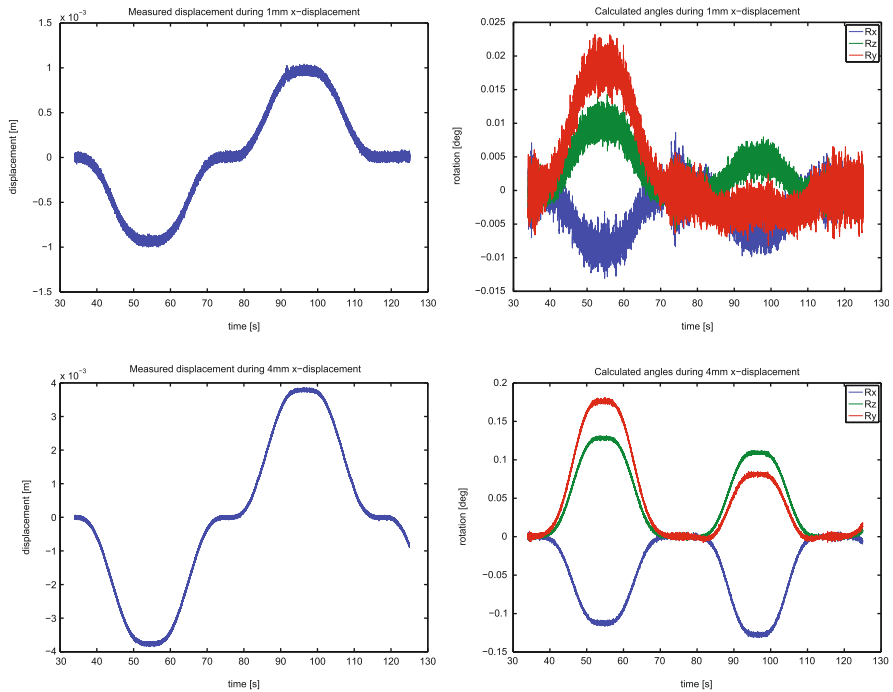 Measured displacement during 1mm x−displacement
x 10⁻³
1.5
1
0.5
0
−0.5
−1
−1.5
displacement [m]
30 40 50 60 70 80 90 100 110 120 130
time [s]
Calculated angles during 1mm x−displacement
0.025
0.02
0.015
0.01
0.005
0
−0.005
−0.01
−0.015
rotation [deg]
Rx
Rz
Ry
30 40 50 60 70 80 90 100 110 120 130
time [s]
Measured displacement during 4mm x−displacement
x 10⁻³
4
3
2
1
0
−1
−2
−3
−4
displacement [m]
30 40 50 60 70 80 90 100 110 120 130
time [s]
Calculated angles during 4mm x−displacement
0.2
0.15
0.1
0.05
0
−0.05
−0.1
−0.15
rotation [deg]
Rx
Rz
Ry
30 40 50 60 70 80 90 100 110 120 130
time [s]